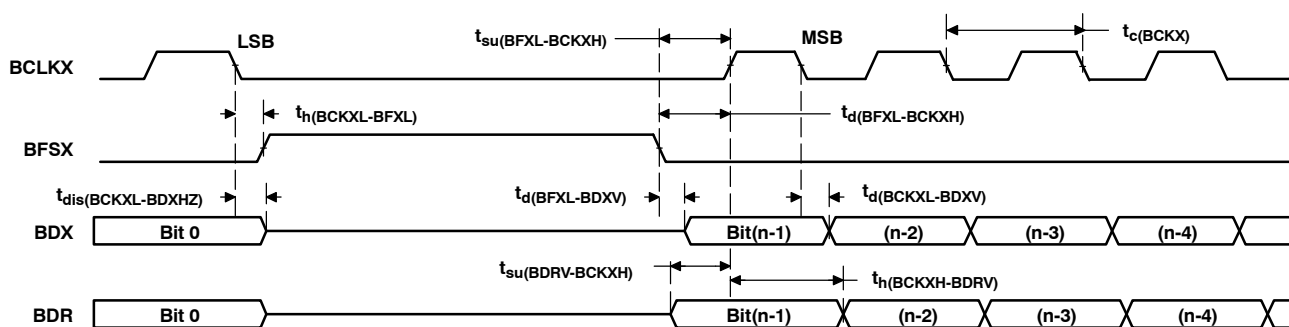 LSB
t_su(BFXL-BCKXH)
MSB
t_c(BCKX)
BCLKX
t_h(BCKXL-BFXL)
t_d(BFXL-BCKXH)
BFSX
t_dis(BCKXL-BDXHZ)
t_d(BFXL-BDXV)
t_d(BCKXL-BDXV)
BDX
Bit 0
Bit(n-1)
(n-2)
(n-3)
(n-4)
t_su(BDRV-BCKXH)
t_h(BCKXH-BDRV)
BDR
Bit 0
Bit(n-1)
(n-2)
(n-3)
(n-4)